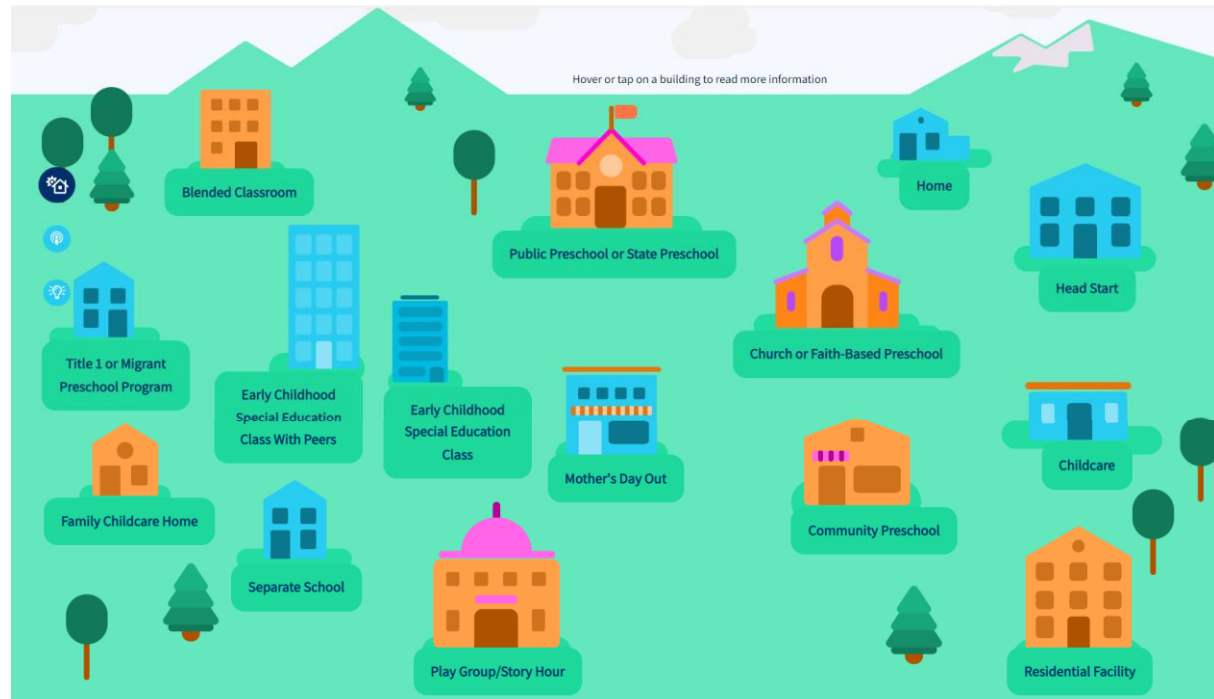 Hover or tap on a building to read more information
Blended Classroom
Public Preschool or State Preschool
Home
Head Start
Title 1 or Migrant
Preschool Program
Early Childhood
Special Education
Class With Peers
Early Childhood
Special Education
Class
Church or Faith-Based Preschool
Mother's Day Out
Childcare
Family Childcare Home
Community Preschool
Separate School
Play Group/Story Hour
Residential Facility